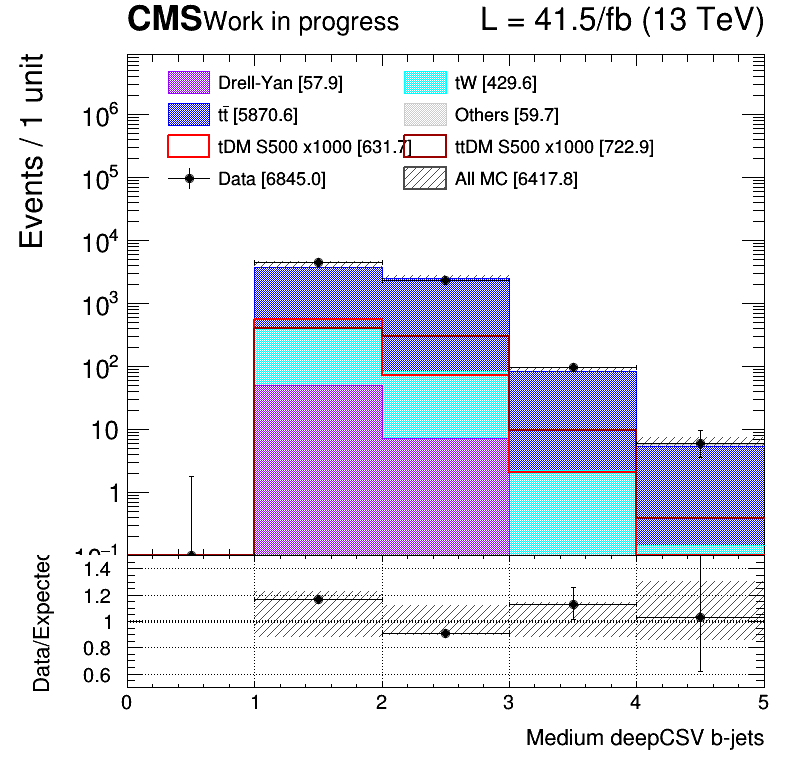 CMS Work in progress L = 41.5/fb (13 TeV)
Events / 1 unit
Drell-Yan [57.9] tW [429.6]
tt̄ [5870.6] Others [59.7]
tDM S500 x1000 [631.7] ttDM S500 x1000 [722.9]
Data [6845.0] All MC [6417.8]
10⁶
10⁵
10⁴
10³
10²
10
1
10⁻¹
Data/Expected
1.4
1.2
1
0.8
0.6
0 1 2 3 4 5
Medium deepCSV b-jets